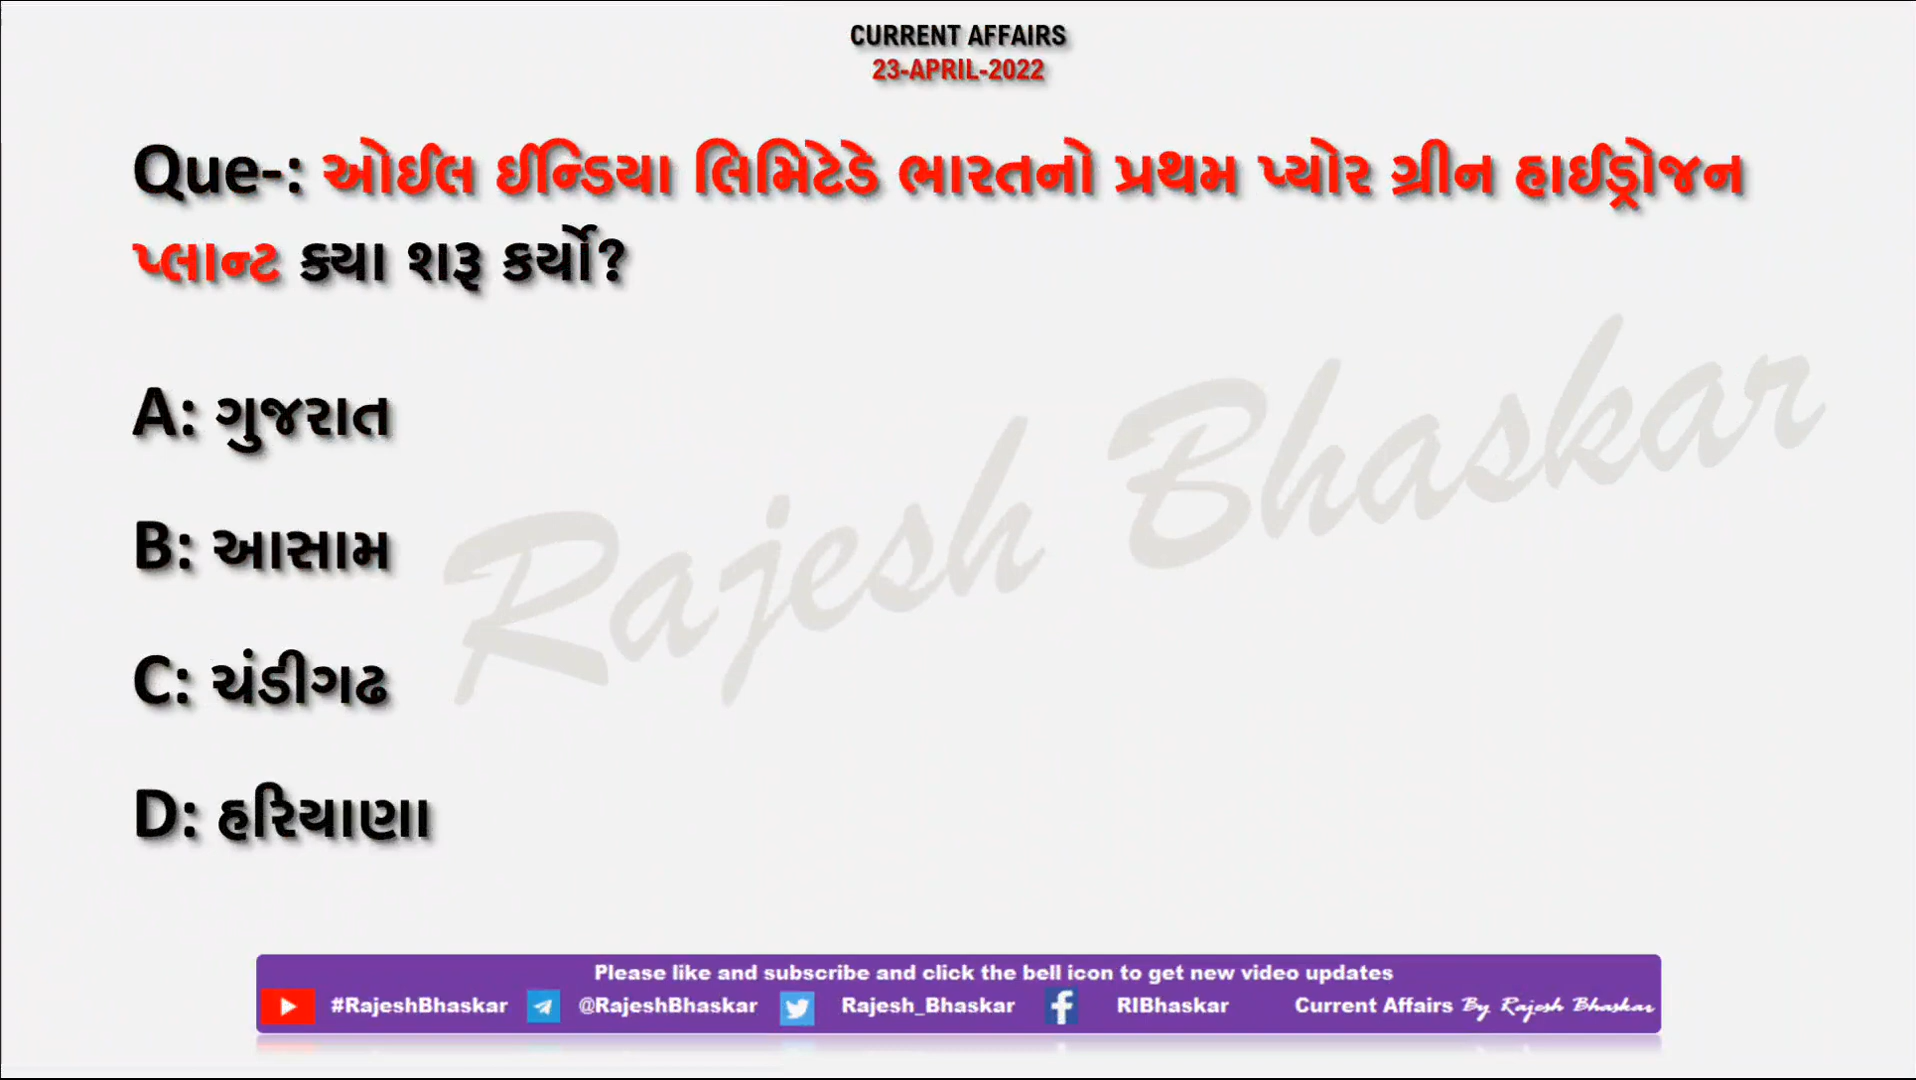 CURRENT AFFAIRS
23-APRIL-2022
Que-: ઓઈલ ઈન્ડિયા લિમિટેડે ભારતનો પ્રથમ પ્યોર ગ્રીન હાઈડ્રોજન
પ્લાન્ટ ક્યા શરૂ કર્યો?
A: ગુજરાત
B: આસામ
C: ચંડીગઢ
D: હરિયાણા
Rajesh Bhaskar
Please like and subscribe and click the bell icon to get new video updates
#RajeshBhaskar @RajeshBhaskar Rajesh_Bhaskar RIBhaskar Current Affairs By Rajesh Bhaskar